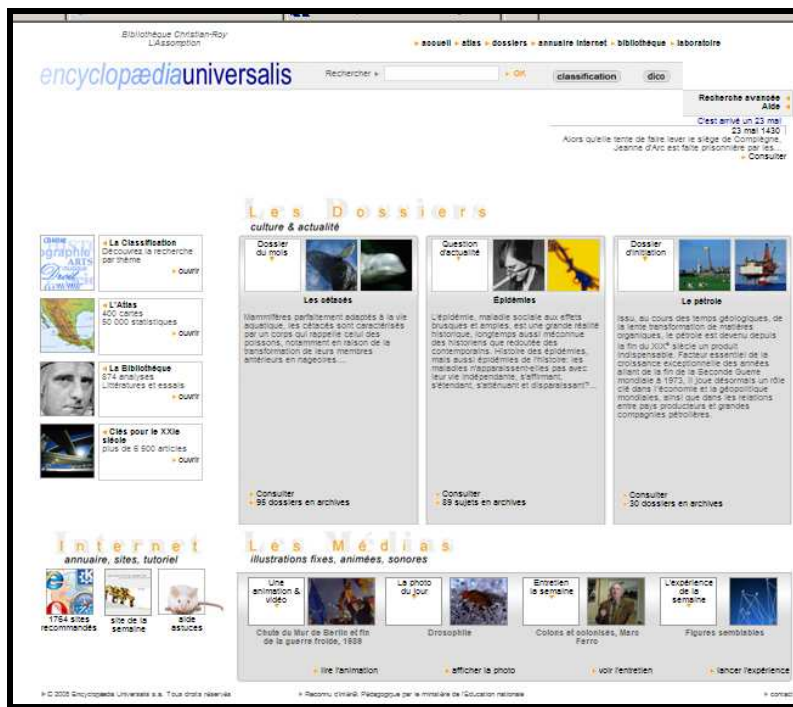 Bibliothèque Christian-Roy
L'Assomption
accueil atlas dossiers annuaire internet bibliothèque laboratoire
encyclopædiauniversalis
Rechercher
OK
classification
dico
Recherche avancée
Aide
C'est arrivé un 23 mai
23 mai 1430
Alors qu'elle tente de faire lever le siège de Compiègne,
Jeanne d'Arc est faite prisonnière par les...
Consulter
La Classification
Découvrez la recherche
par thème
ouvrir
L'Atlas
400 cartes
50 000 statistiques
ouvrir
La Bibliothèque
874 analyses
Littératures et essais
ouvrir
Clés pour le XXIe
siècle
plus de 6 500 articles
ouvrir
Les Dossiers
culture & actualité
Dossier
du mois
Les cétacés
Mammifères parfaitement adaptés à la vie
aquatique, les cétacés sont caractérisés
par un corps qui rappelle celui des
poissons, notamment en raison de la
transformation de leurs membres
antérieurs en nageoires....
Consulter
95 dossiers en archives
Question
d'actualité
Épidémies
L'épidémie, maladie sociale aux effets
brusques et amples, est une grande réalité
historique, longtemps aussi méconnue
des historiens que redoutée des
contemporains. Histoire des épidémies,
mais aussi épidémies de l'histoire: les
maladies n'apparaissent-elles pas avec
leur vie indépendante, s'affirmant,
s'étendant, s'atténuant et disparaissant?...
Consulter
89 sujets en archives
Dossier
d'initiation
Le pétrole
Issu, au cours des temps géologiques, de
la lente transformation de matières
organiques, le pétrole est devenu depuis
la fin du XIXe siècle un produit
indispensable. Facteur essentiel de la
croissance exceptionnelle des années
allant de la fin de la Seconde Guerre
mondiale à 1973, il joue désormais un rôle
clé dans l'économie et la géopolitique
mondiales, ainsi que dans les relations
entre pays producteurs et grandes
compagnies pétrolières.
Consulter
30 dossiers en archives
Internet
annuaire, sites, tutoriel
1764 sites
recommandés
site de la
semaine
aide
astuces
Les Médias
illustrations fixes, animées, sonores
Une
animation &
vidéo
Chute du Mur de Berlin et fin
de la guerre froide, 1989
lire l'animation
La photo
du jour
Drosophile
afficher la photo
Entretien
la semaine
Colons et colonisés, Marc
Ferro
voir l'entretien
L'expérience
de la
semaine
Figures semblables
lancer l'expérience
© 2005 Encyclopædia Universalis s.a. Tous droits réservés
Reconnu d'Intérêt Pédagogique par le ministère de l'Éducation nationale
contact